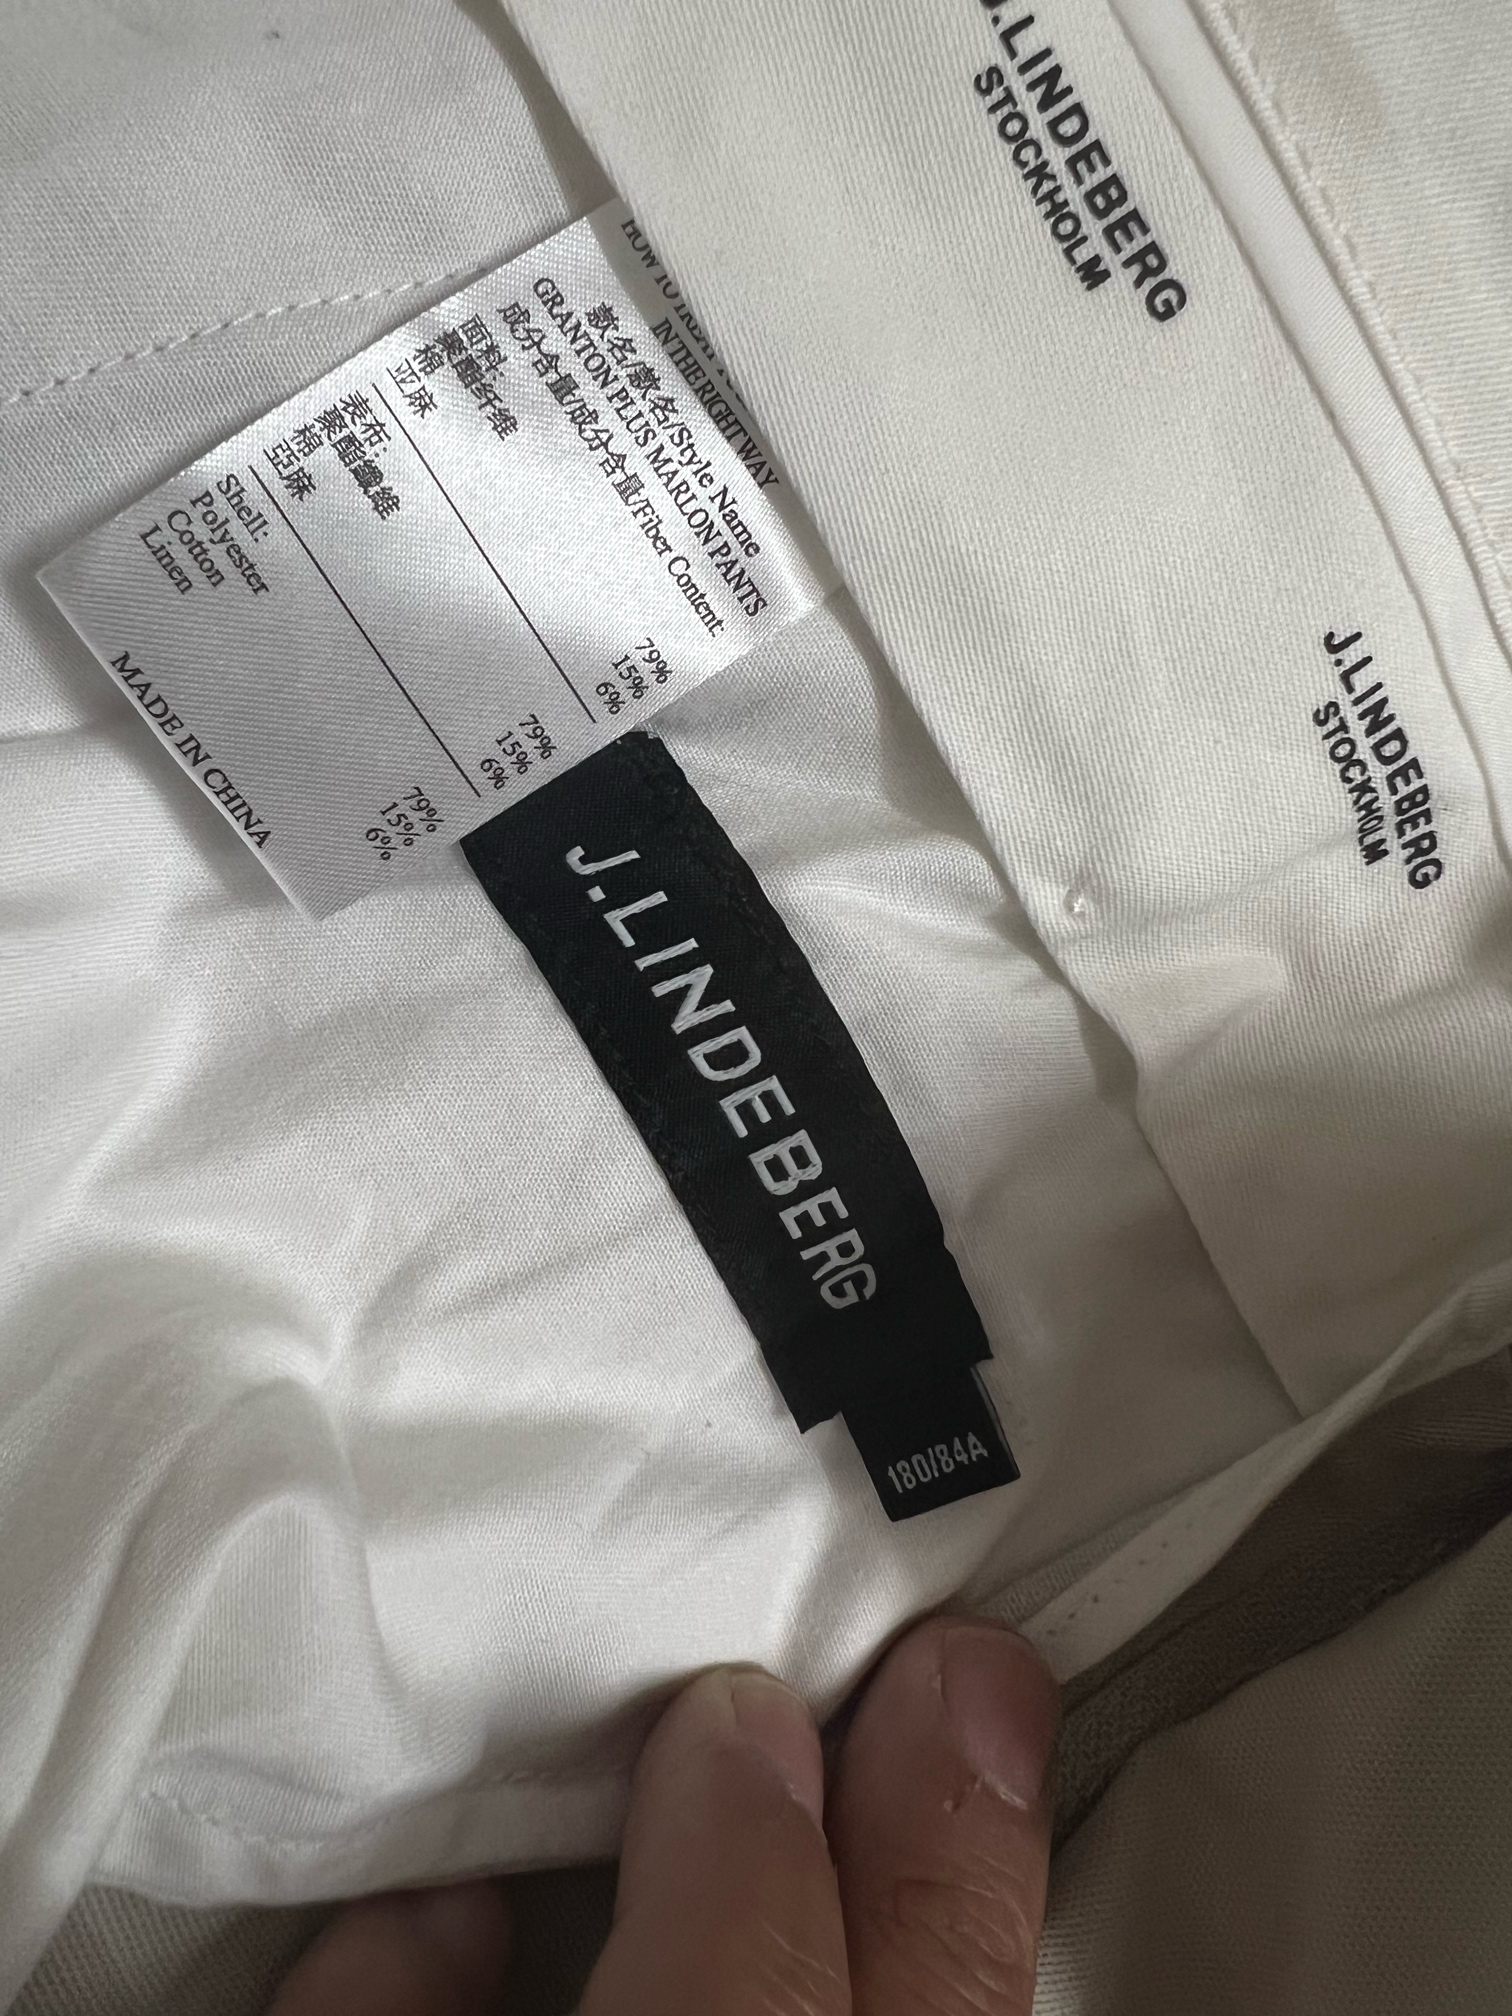 J.LINDEBERG
STOCKHOLM
J.LINDEBERG
STOCKHOLM
HOW TO TREAT
IN THE RIGHT WAY
款名/款名/Style Name
GRANTON PLUS MARLON PANTS
成分含量/成分含量/Fiber Content:
面料:
聚酯纤维 79%
棉 15%
亚麻 6%
表布:
聚酯纖维 79%
棉 15%
亞麻 6%
Shell:
Polyester 79%
Cotton 15%
Linen 6%
MADE IN CHINA
J.LINDEBERG
180/84A